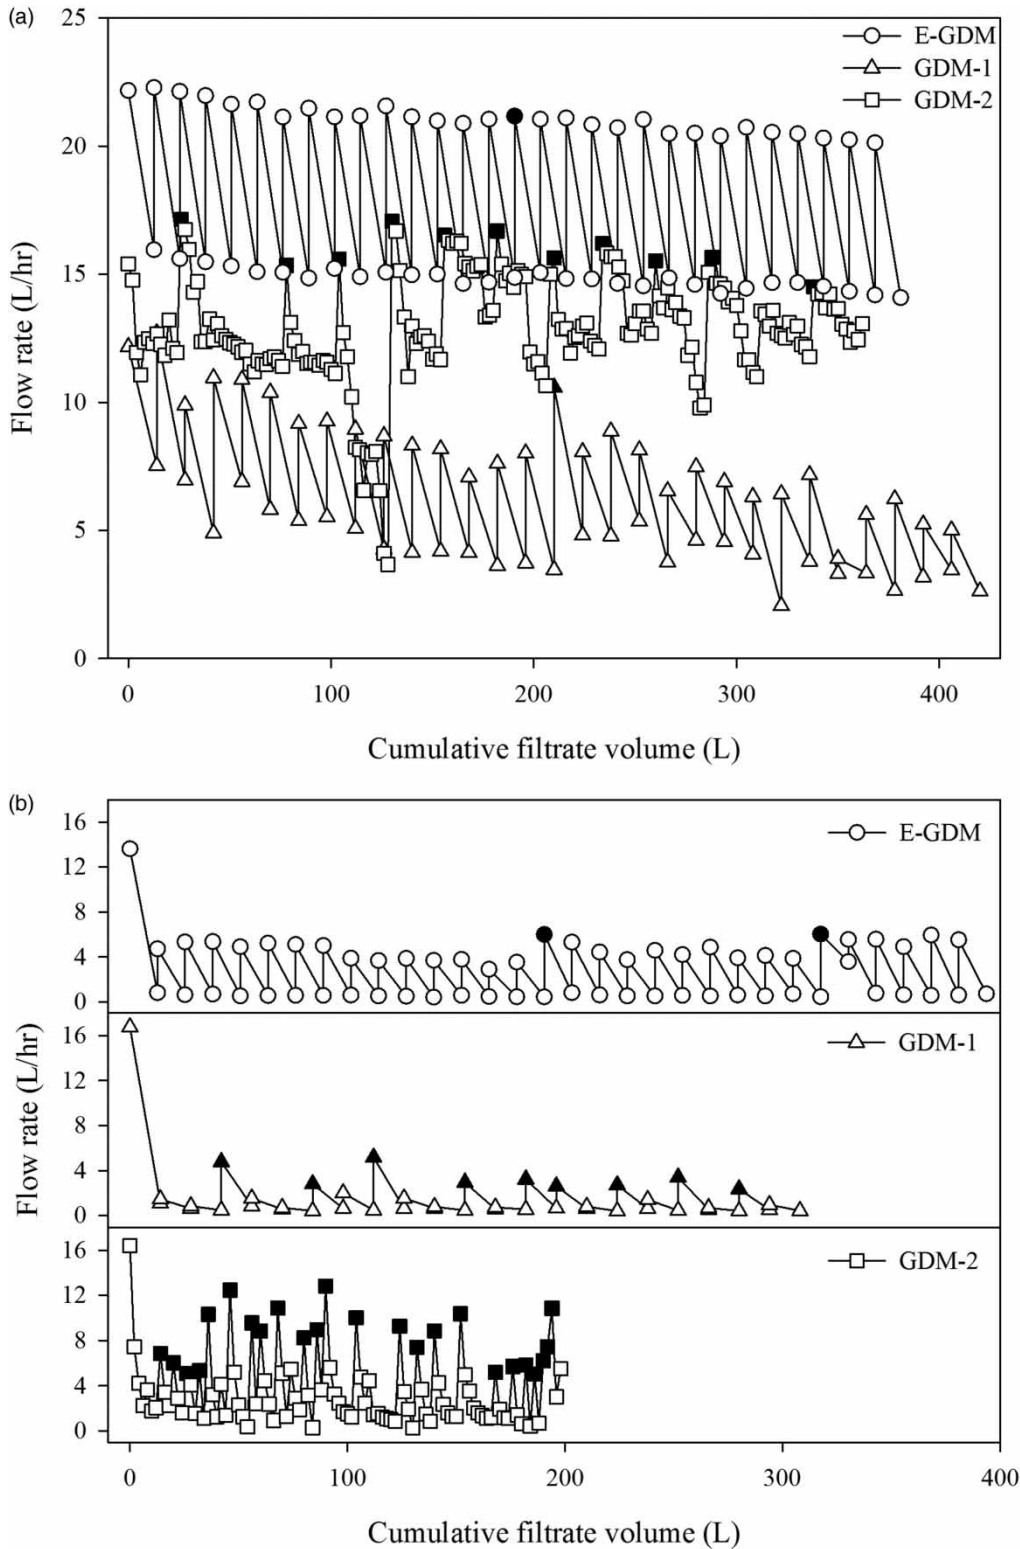 (a)
25
20
15
10
5
0
Flow rate (L/hr)
E-GDM
GDM-1
GDM-2
0 100 200 300 400
Cumulative filtrate volume (L)
(b)
16
12
8
4
0
E-GDM
16
12
8
4
0
Flow rate (L/hr)
GDM-1
16
12
8
4
0
GDM-2
0 100 200 300 400
Cumulative filtrate volume (L)